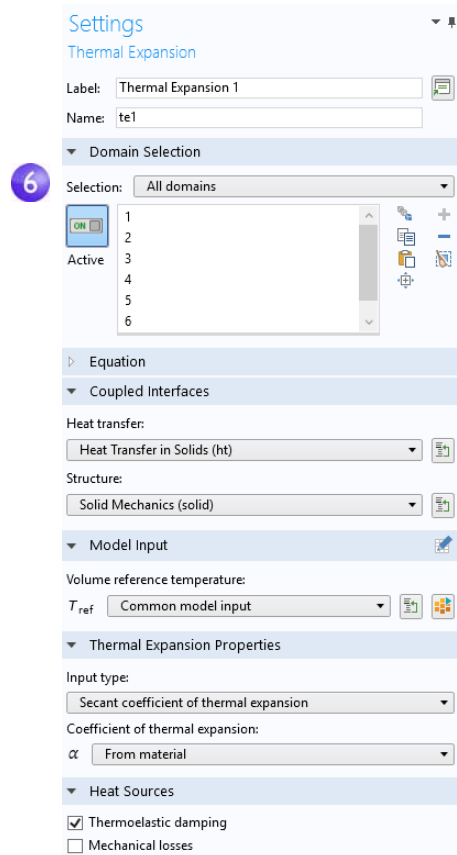 Settings
Thermal Expansion
Label: Thermal Expansion 1
Name: te1
Domain Selection
6
Selection: All domains
ON
Active
1
2
3
4
5
6
Equation
Coupled Interfaces
Heat transfer:
Heat Transfer in Solids (ht)
Structure:
Solid Mechanics (solid)
Model Input
Volume reference temperature:
Tref Common model input
Thermal Expansion Properties
Input type:
Secant coefficient of thermal expansion
Coefficient of thermal expansion:
α From material
Heat Sources
Thermoelastic damping
Mechanical losses